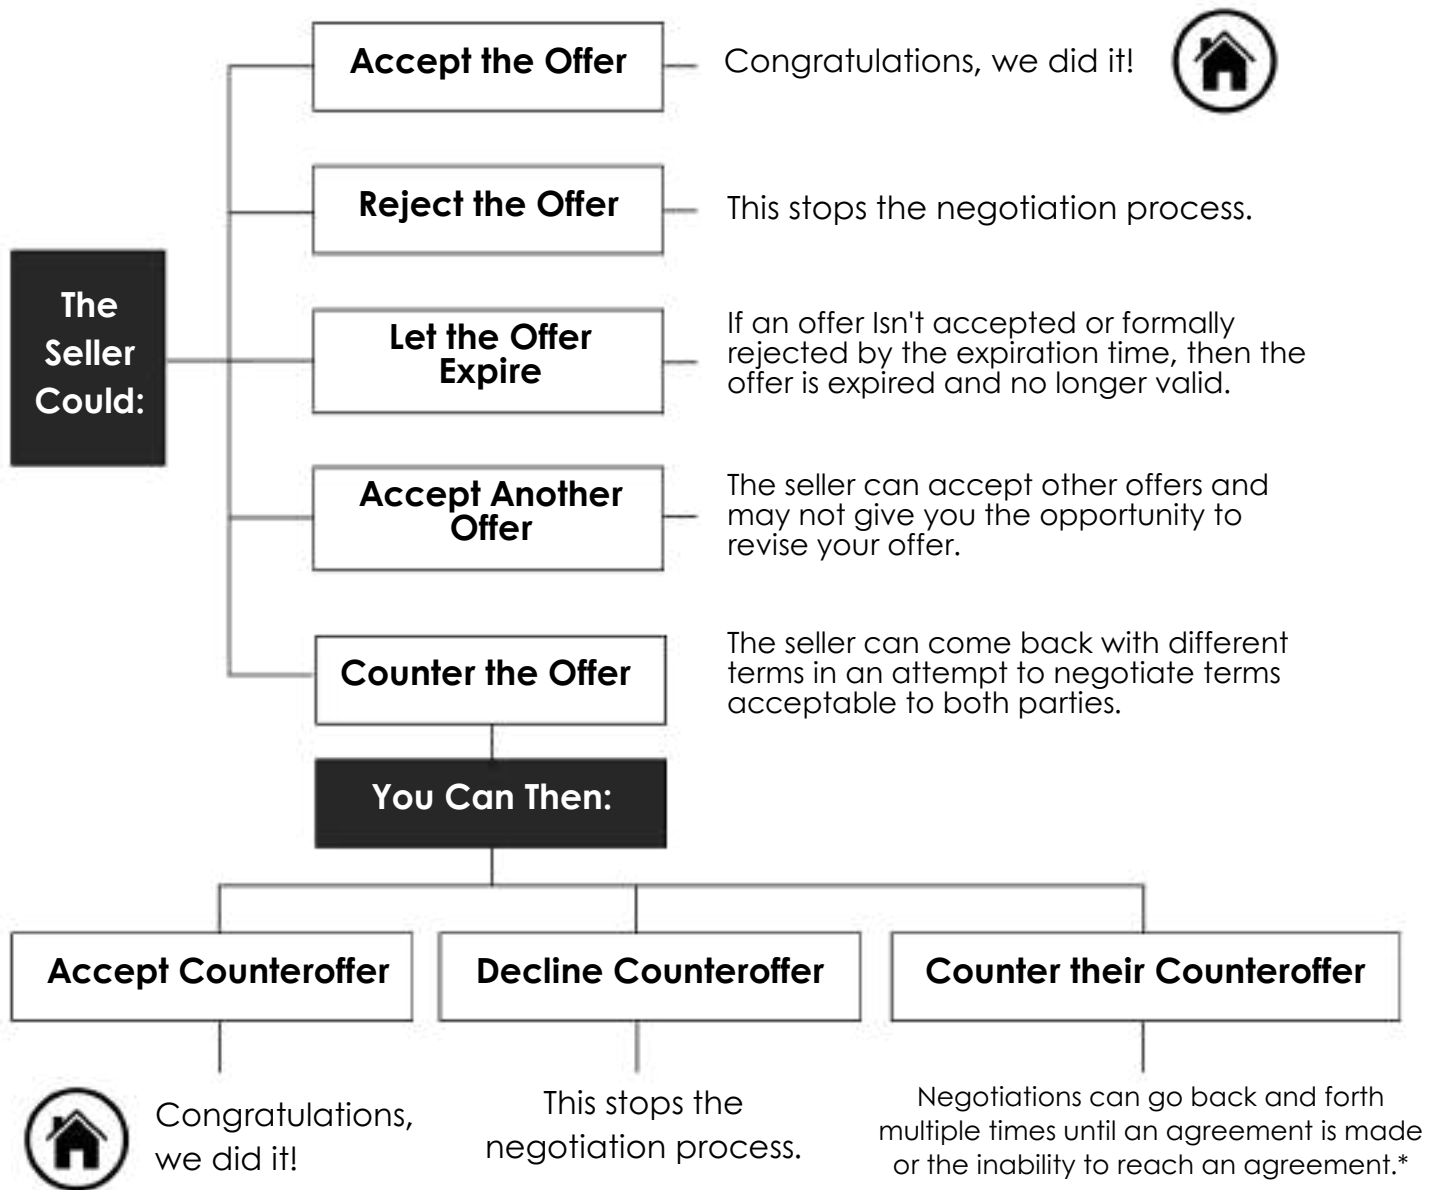 Accept the Offer
Congratulations, we did it!
Reject the Offer
This stops the negotiation process.
The
Seller
Could:
Let the Offer
Expire
If an offer Isn't accepted or formally
rejected by the expiration time, then the
offer is expired and no longer valid.
Accept Another
Offer
The seller can accept other offers and
may not give you the opportunity to
revise your offer.
Counter the Offer
The seller can come back with different
terms in an attempt to negotiate terms
acceptable to both parties.
You Can Then:
Accept Counteroffer
Decline Counteroffer
Counter their Counteroffer
Congratulations,
we did it!
This stops the
negotiation process.
Negotiations can go back and forth
multiple times until an agreement is made
or the inability to reach an agreement.*